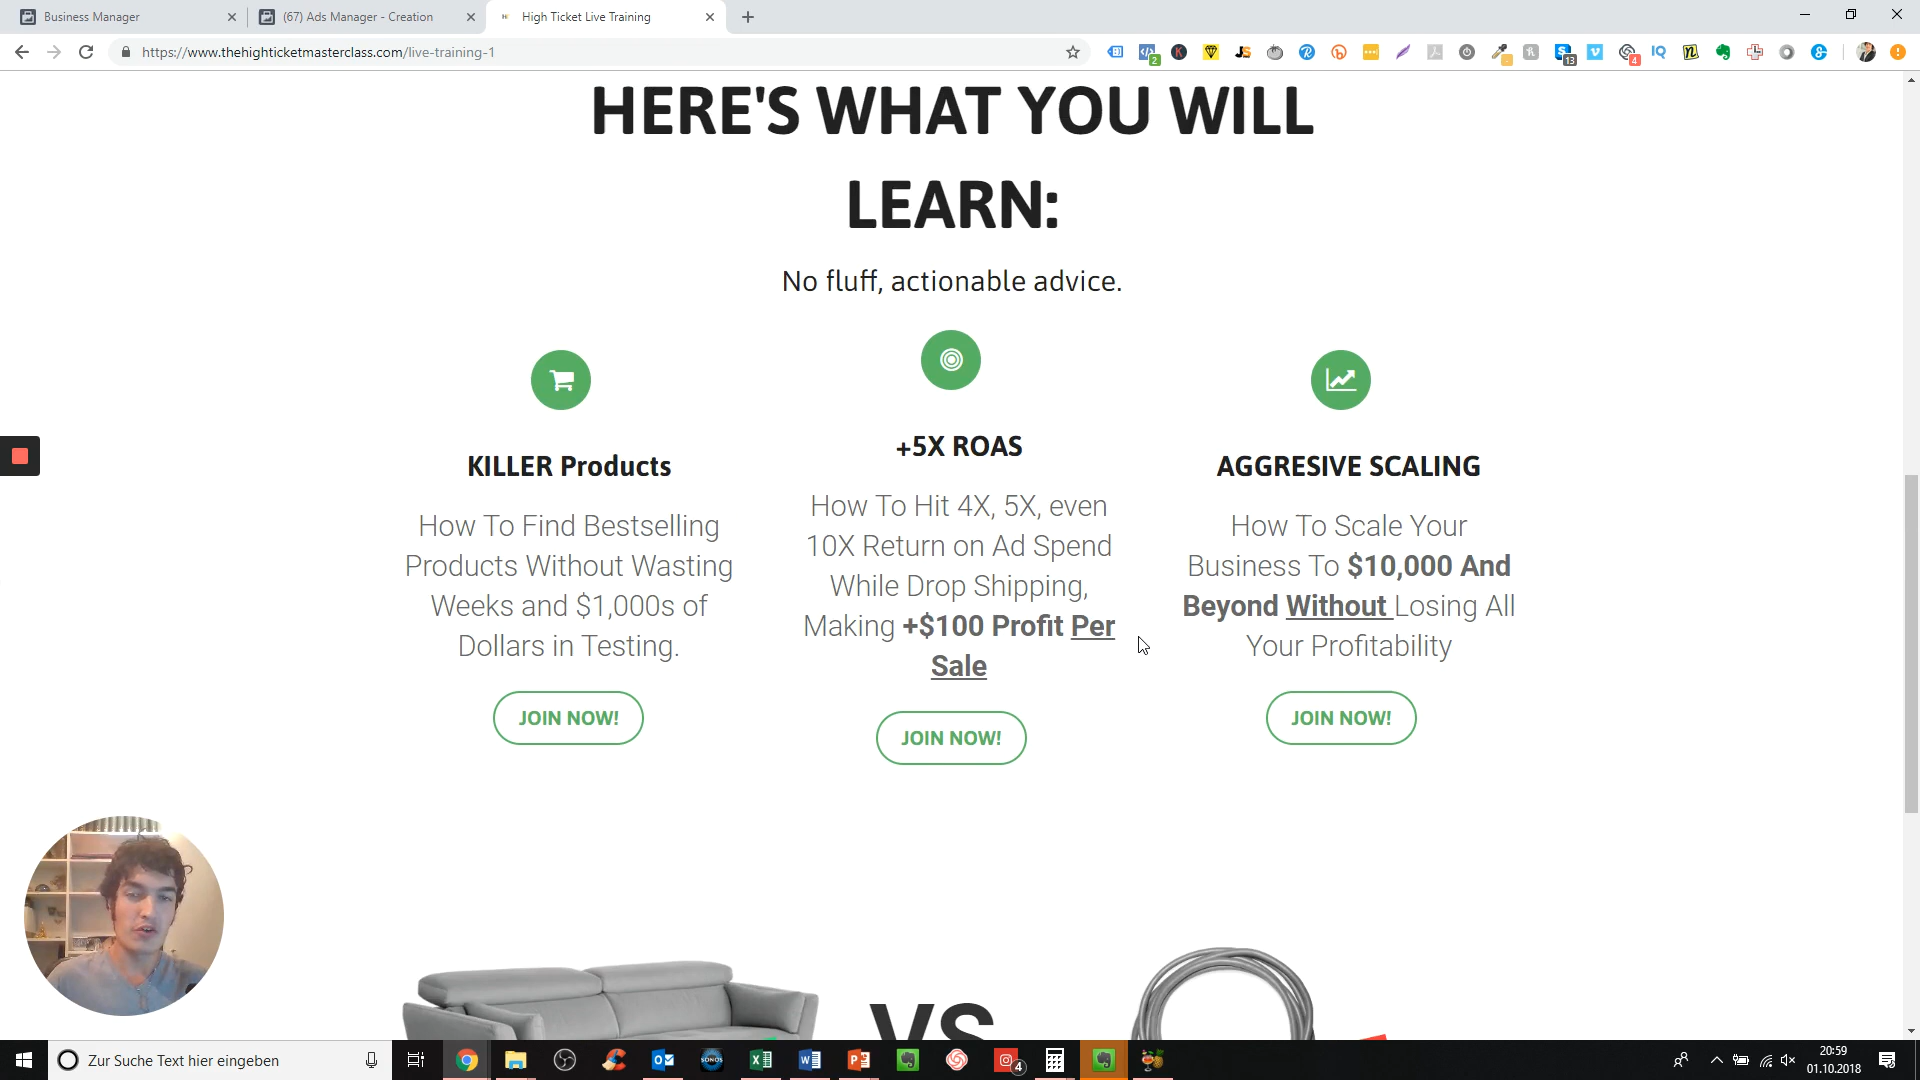 Business Manager
(67) Ads Manager - Creation
High Ticket Live Training
https://www.thehighticketmasterclass.com/live-training-1
HERE'S WHAT YOU WILL
LEARN:
No fluff, actionable advice.
KILLER Products
How To Find Bestselling
Products Without Wasting
Weeks and $1,000s of
Dollars in Testing.
JOIN NOW!
+5X ROAS
How To Hit 4X, 5X, even
10X Return on Ad Spend
While Drop Shipping,
Making +$100 Profit Per
Sale
JOIN NOW!
AGGRESIVE SCALING
How To Scale Your
Business To $10,000 And
Beyond Without Losing All
Your Profitability
JOIN NOW!
VS
Zur Suche Text hier eingeben
SONOS
4
20:59
01.10.2018